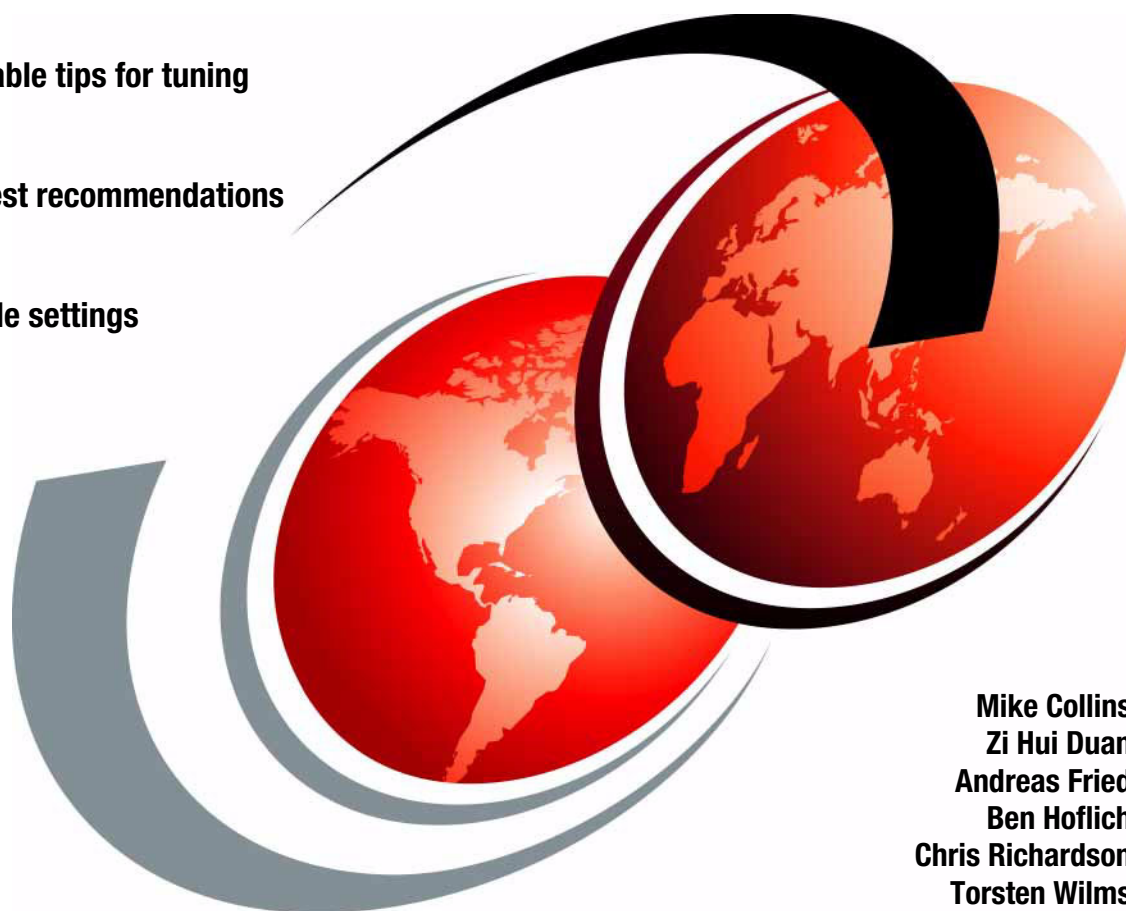 able tips for tuning
est recommendations
le settings
Mike Collins
Zi Hui Duan
Andreas Fried
Ben Hoflich
Chris Richardson
Torsten Wilms